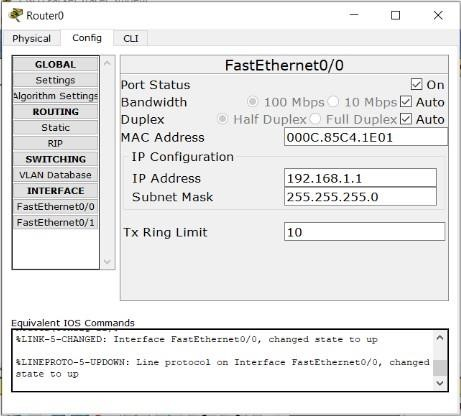 Router0
Physical Config CLI
GLOBAL
Settings
Algorithm Settings
ROUTING
Static
RIP
SWITCHING
VLAN Database
INTERFACE
FastEthernet0/0
FastEthernet0/1
FastEthernet0/0
Port Status On
Bandwidth 100 Mbps 10 Mbps Auto
Duplex Half Duplex Full Duplex Auto
MAC Address 000C.85C4.1E01
IP Configuration
IP Address 192.168.1.1
Subnet Mask 255.255.255.0
Tx Ring Limit 10
Equivalent IOS Commands
%LINK-5-CHANGED: Interface FastEthernet0/0, changed state to up
%LINEPROTO-5-UPDOWN: Line protocol on Interface FastEthernet0/0, changed
state to up